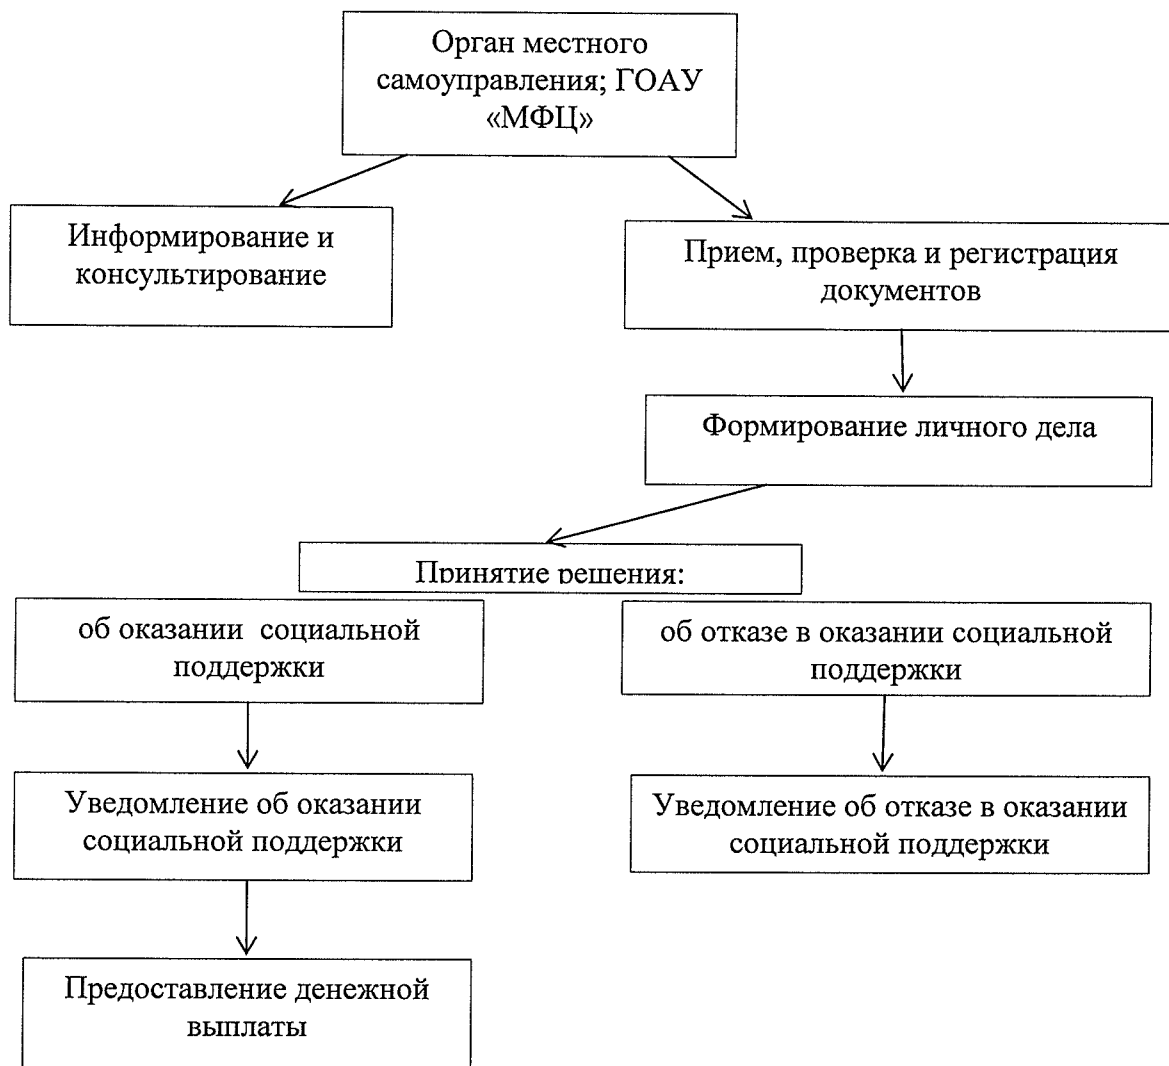 Орган местного
самоуправления; ГОАУ
«МФЦ»
Информирование и
консультирование
Прием, проверка и регистрация
документов
Формирование личного дела
Принятие решения:
об оказании социальной
поддержки
об отказе в оказании социальной
поддержки
Уведомление об оказании
социальной поддержки
Уведомление об отказе в оказании
социальной поддержки
Предоставление денежной
выплаты